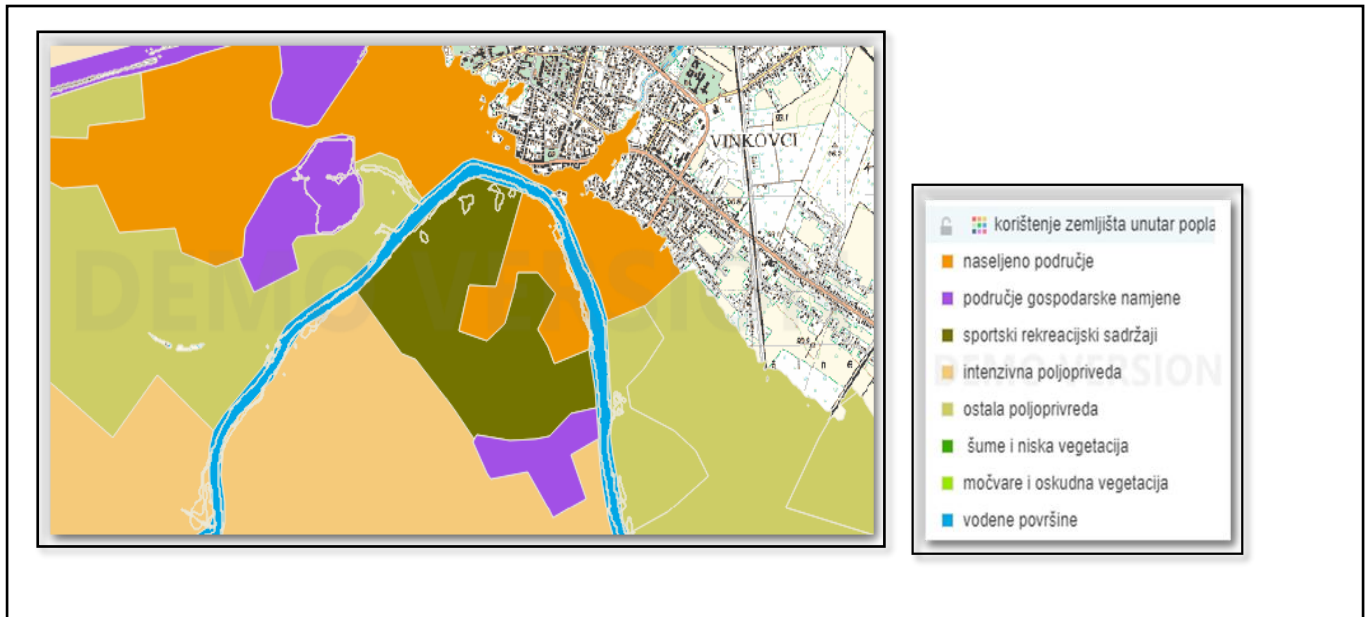 VINKOVCI
DEMO VERSION
korištenje zemljišta unutar popla
naseljeno područje
područje gospodarske namjene
sportski rekreacijski sadržaji
DEMO VERSION
intenzivna poljopriveda
ostala poljoprivreda
šume i niska vegetacija
močvare i oskudna vegetacija
vodene površine